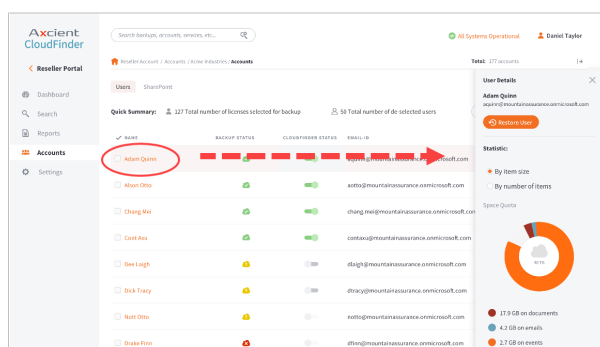 Axcient
CloudFinder
Search backups, accounts, services, etc...
All Systems Operational
Daniel Taylor
Reseller Portal
Reseller Account / Accounts / Acme Industries / Accounts
Total: 177 accounts
Dashboard
Search
Reports
Accounts
Settings
Users SharePoint
Quick Summary: 127 Total number of licenses selected for backup 50 Total number of de-selected users
NAME BACKUP STATUS CLOUDFINDER STATUS EMAIL-ID
Adam Quinn aquinn@mountainassurance.onmicrosoft.com
Alson Otto aotto@mountainassurance.onmicrosoft.com
Chang Mei chang.mei@mountainassurance.onmicrosoft.com
Cont Axu contaxu@mountainassurance.onmicrosoft.com
Dee Leigh dleigh@mountainassurance.onmicrosoft.com
Dick Tracy dtracy@mountainassurance.onmicrosoft.com
Nott Otto notto@mountainassurance.onmicrosoft.com
Drake Finn dfinn@mountainassurance.onmicrosoft.com
User Details
Adam Quinn
aquinn@mountainassurance.onmicrosoft.com
Restore User
Statistic:
By item size
By number of items
Space Quota
17.9 GB on documents
4.2 GB on emails
2.7 GB on events